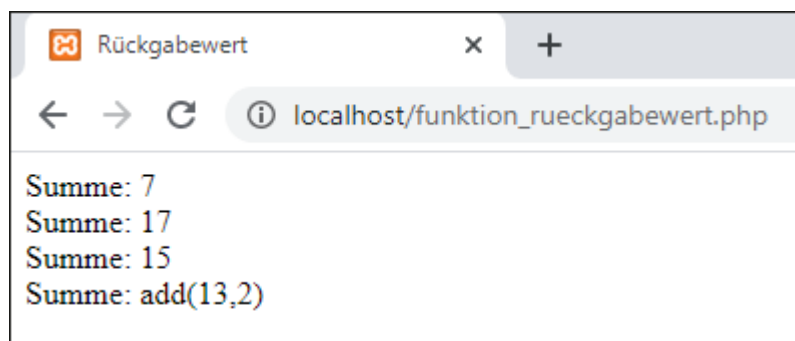 Rückgabewert
localhost/funktion_rueckgabewert.php
Summe: 7
Summe: 17
Summe: 15
Summe: add(13,2)